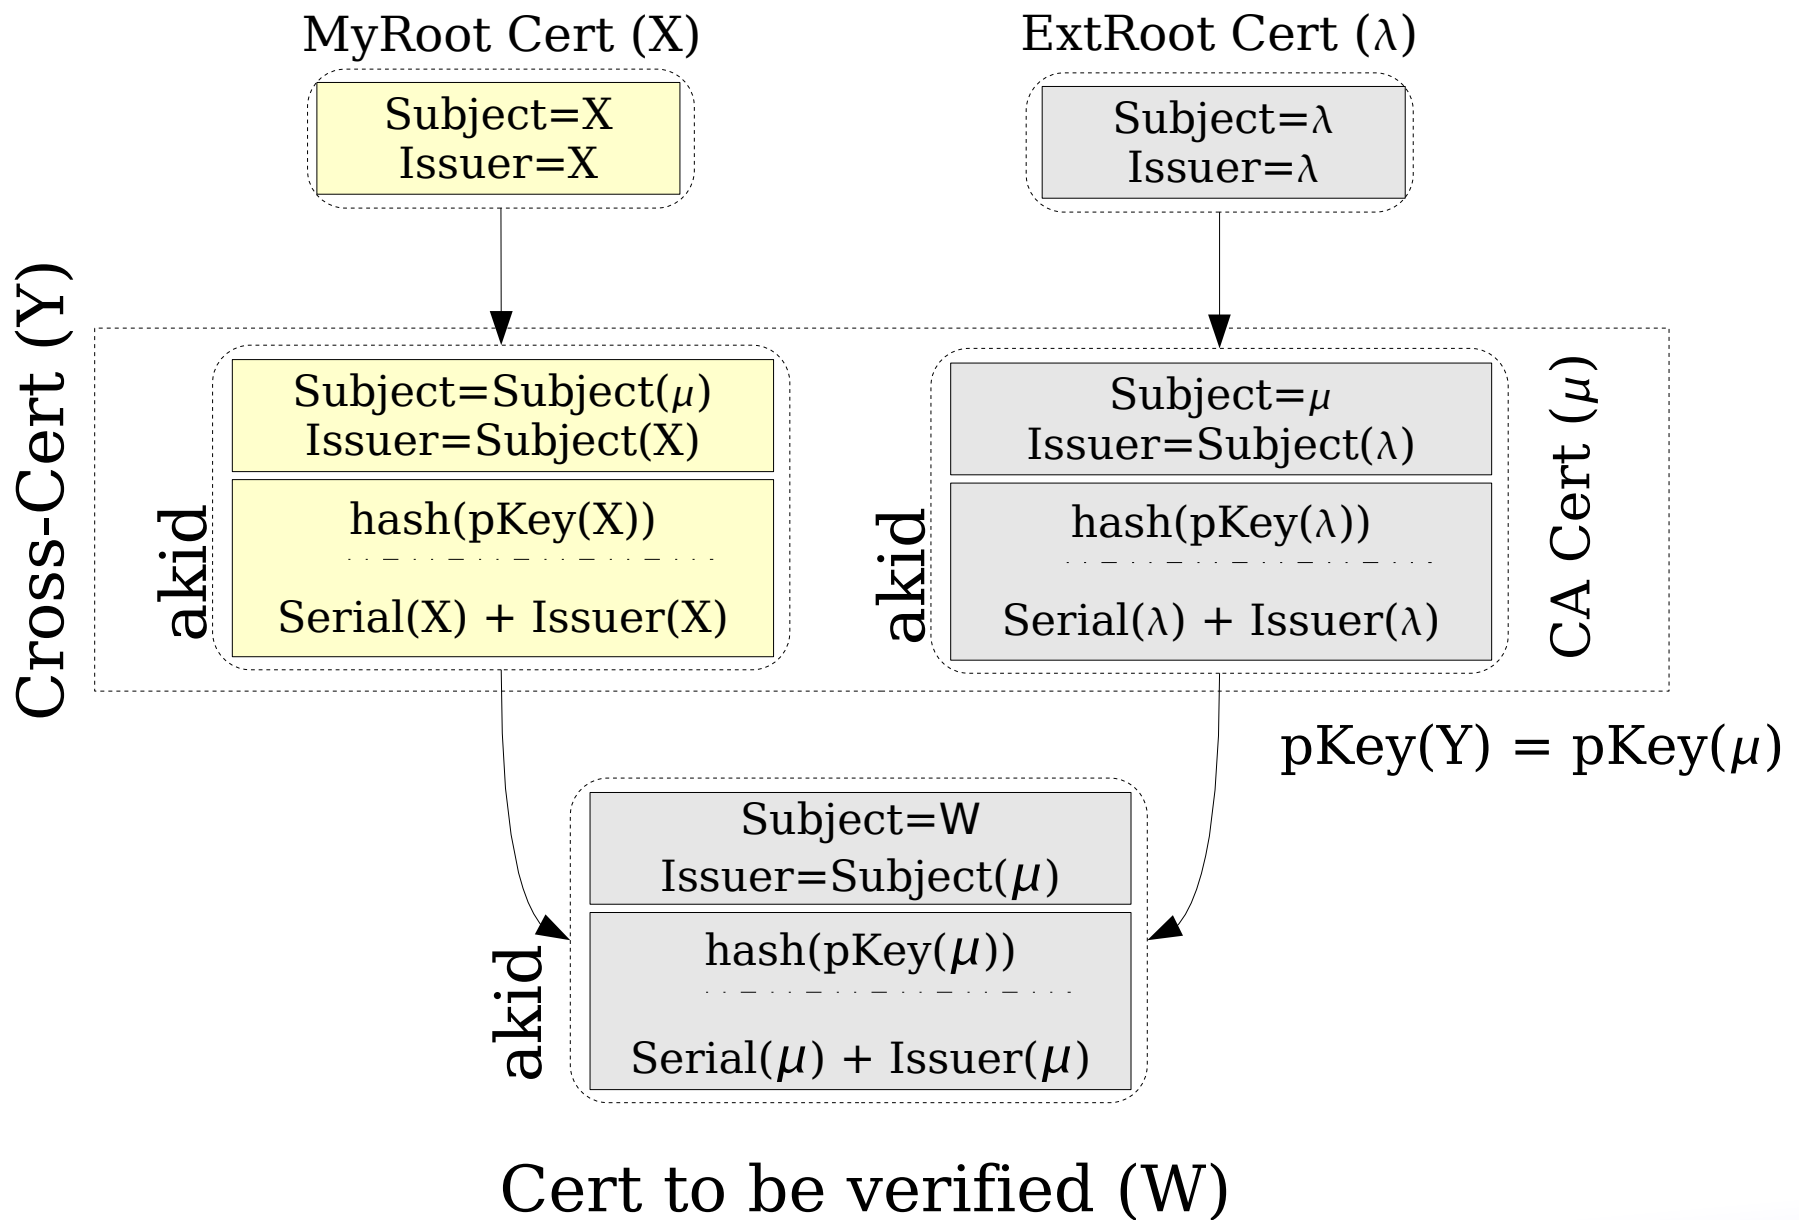 MyRoot Cert (X)
Subject=X
Issuer=X
ExtRoot Cert (λ)
Subject=λ
Issuer=λ
Cross-Cert (Y)
akid
Subject=Subject(μ)
Issuer=Subject(X)
hash(pKey(X))
Serial(X) + Issuer(X)
akid
Subject=μ
Issuer=Subject(λ)
hash(pKey(λ))
Serial(λ) + Issuer(λ)
CA Cert (μ)
pKey(Y) = pKey(μ)
akid
Subject=W
Issuer=Subject(μ)
hash(pKey(μ))
Serial(μ) + Issuer(μ)
Cert to be verified (W)